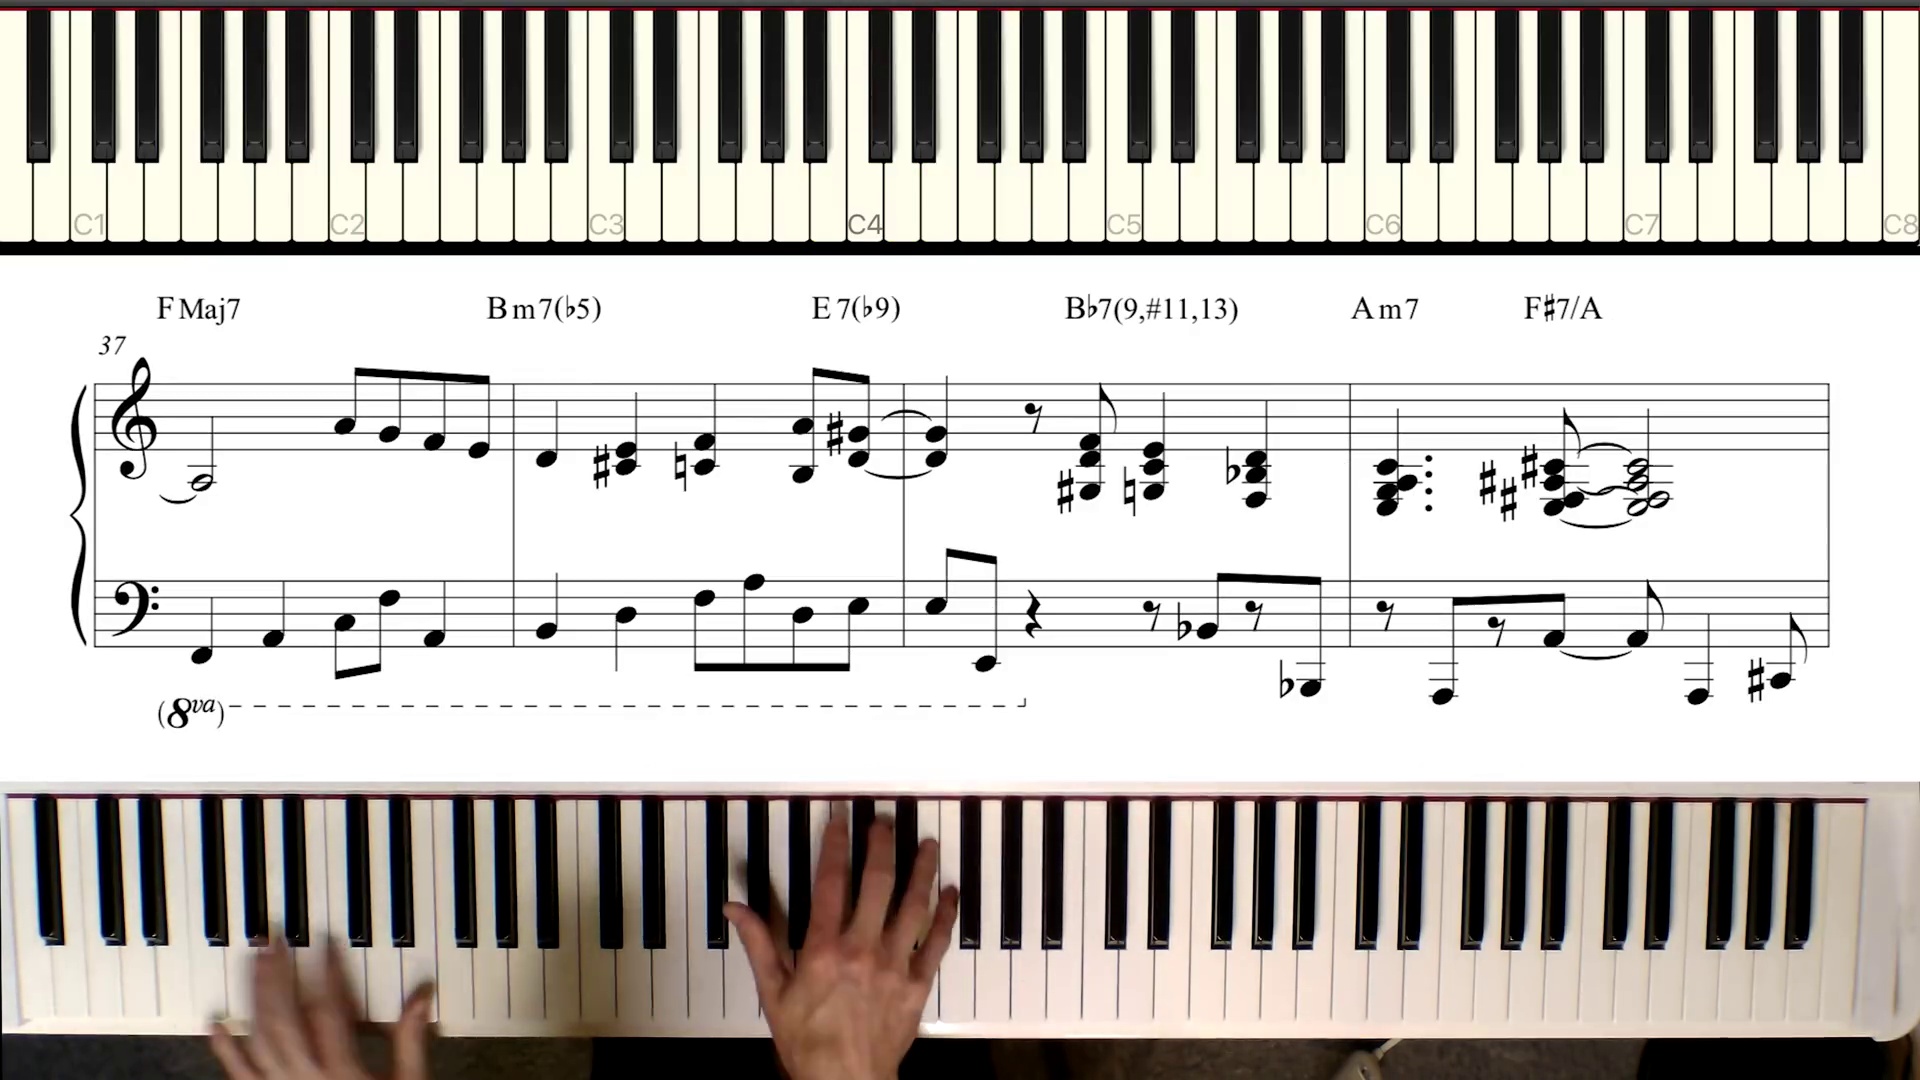 C1 C2 C3 C4 C5 C6 C7 C8
F Maj7 B m7(♭5) E 7(♭9) B♭7(9,#11,13) A m7 F♯7/A
37
(8va)